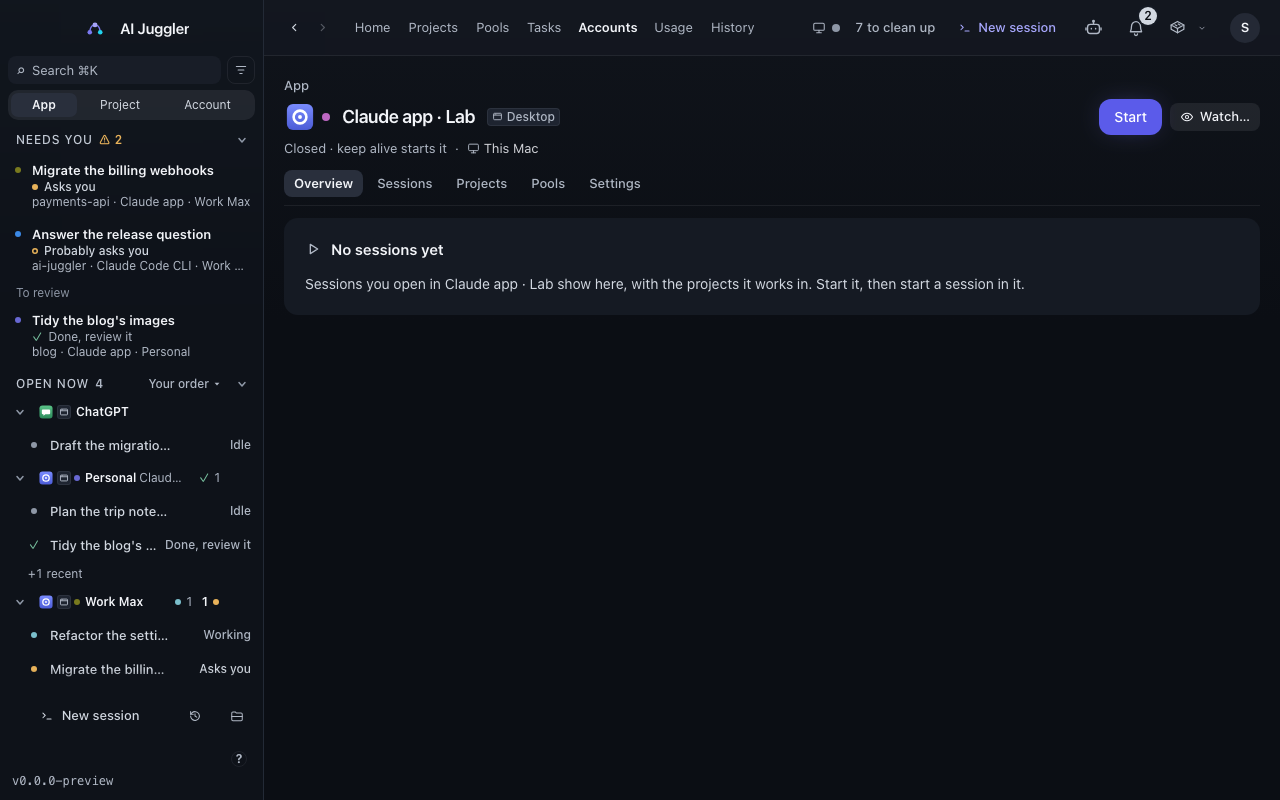 AI Juggler
Search ⌘K
App Project Account
NEEDS YOU 2
Migrate the billing webhooks
Asks you
payments-api · Claude app · Work Max
Answer the release question
Probably asks you
ai-juggler · Claude Code CLI · Work ...
To review
Tidy the blog's images
Done, review it
blog · Claude app · Personal
OPEN NOW 4 Your order
ChatGPT
Draft the migratio... Idle
Personal Claud... 1
Plan the trip note... Idle
Tidy the blog's ... Done, review it
+1 recent
Work Max 1 1
Refactor the setti... Working
Migrate the billin... Asks you
New session
?
v0.0.0-preview
Home Projects Pools Tasks Accounts Usage History
7 to clean up
New session
2
S
App
Claude app · Lab Desktop
Start Watch...
Closed · keep alive starts it · This Mac
Overview Sessions Projects Pools Settings
No sessions yet
Sessions you open in Claude app · Lab show here, with the projects it works in. Start it, then start a session in it.